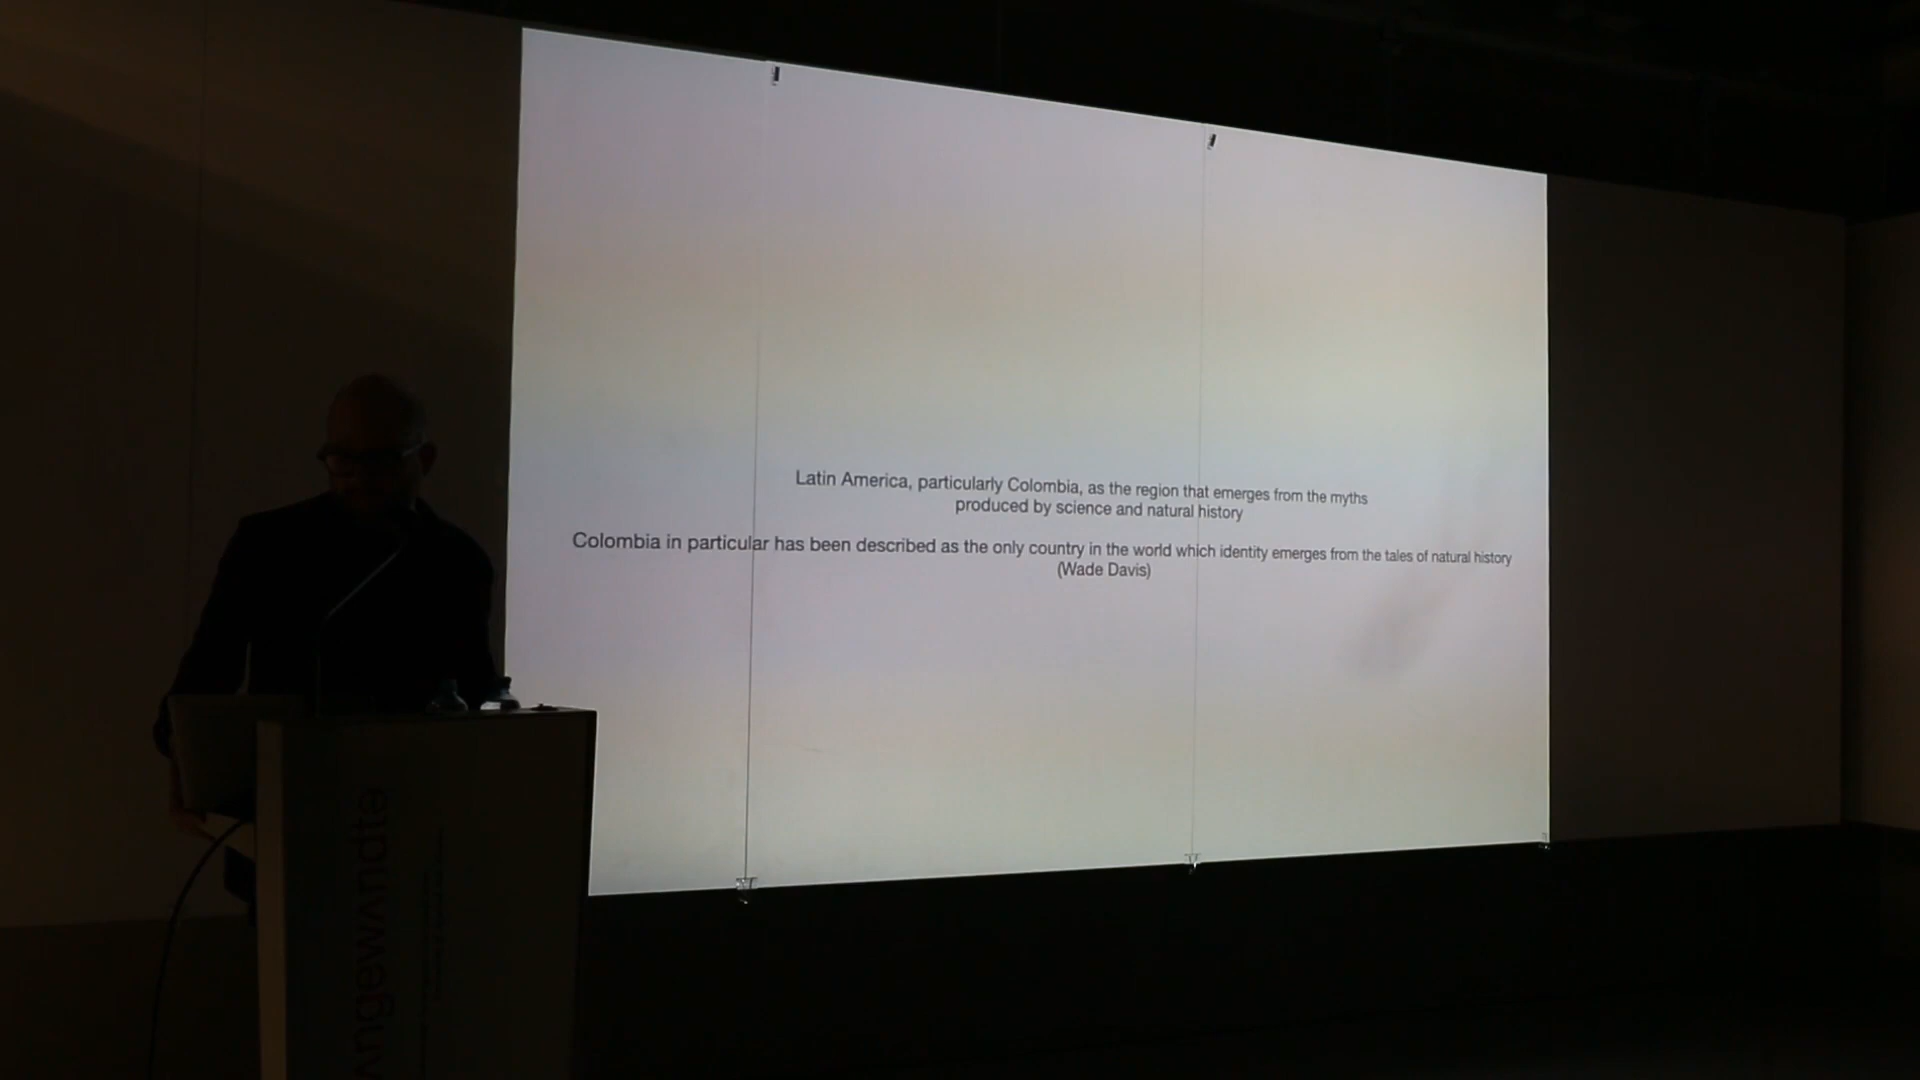 Latin America, particularly Colombia, as the region that emerges from the myths
produced by science and natural history
Colombia in particular has been described as the only country in the world which identity emerges from the tales of natural history
(Wade Davis)
ʌngewʌndte